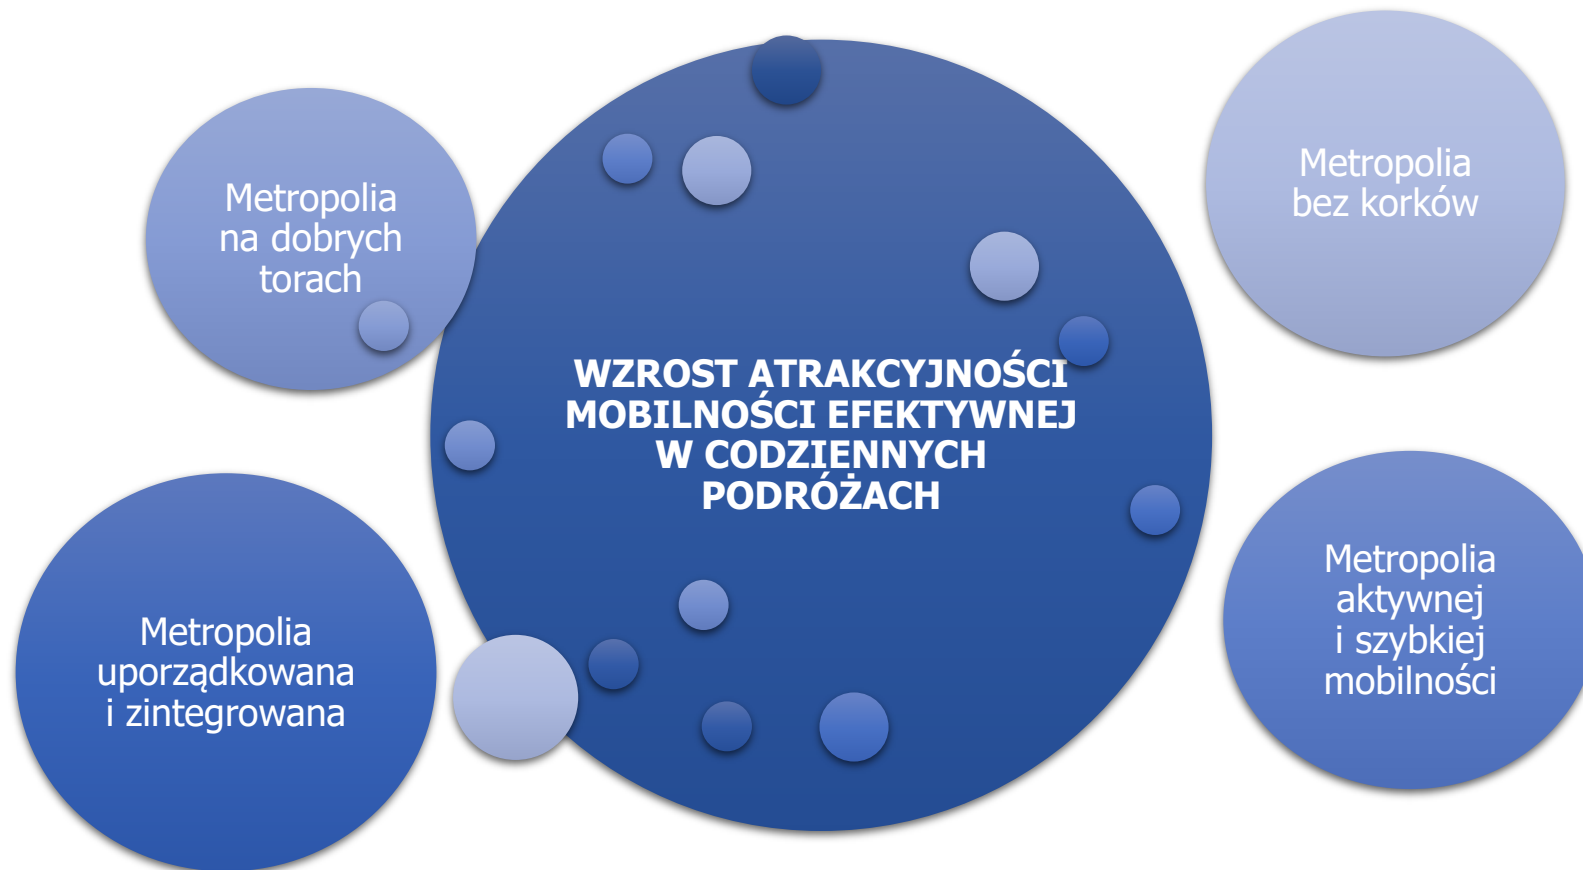 Metropolia
na dobrych
torach
Metropolia
bez korków
WZROST ATRAKCYJNOŚCI
MOBILNOŚCI EFEKTYWNEJ
W CODZIENNYCH
PODRÓŻACH
Metropolia
uporządkowana
i zintegrowana
Metropolia
aktywnej
i szybkiej
mobilności